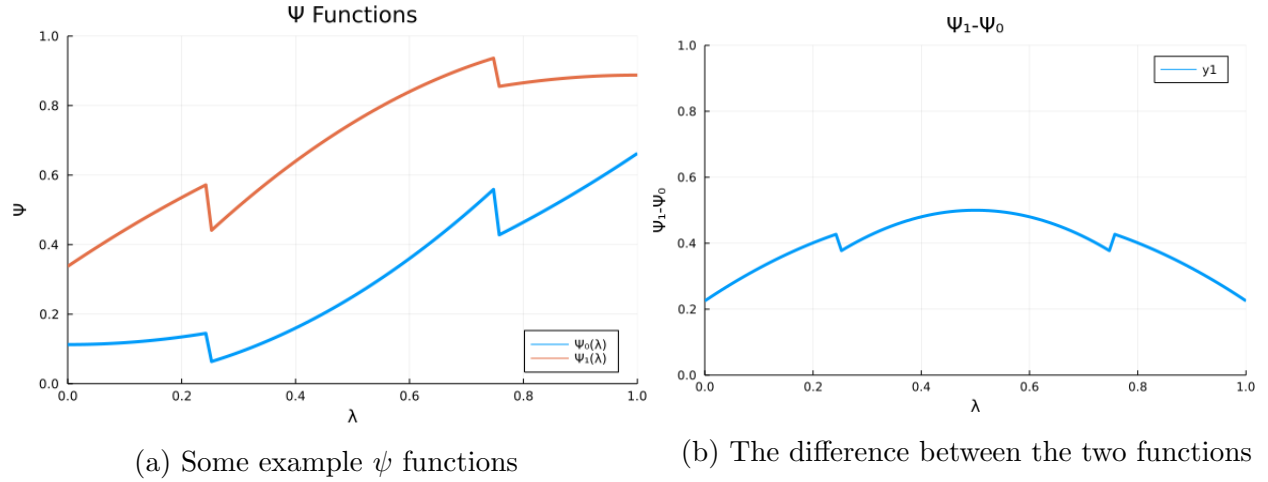 Ψ Functions
1.0
0.8
0.6
0.4
0.2
0.0
Ψ
0.0 0.2 0.4 0.6 0.8 1.0
λ
Ψ₀(λ)
Ψ₁(λ)
(a) Some example ψ functions
Ψ₁-Ψ₀
1.0
0.8
0.6
0.4
0.2
0.0
Ψ₁-Ψ₀
0.0 0.2 0.4 0.6 0.8 1.0
λ
y1
(b) The difference between the two functions